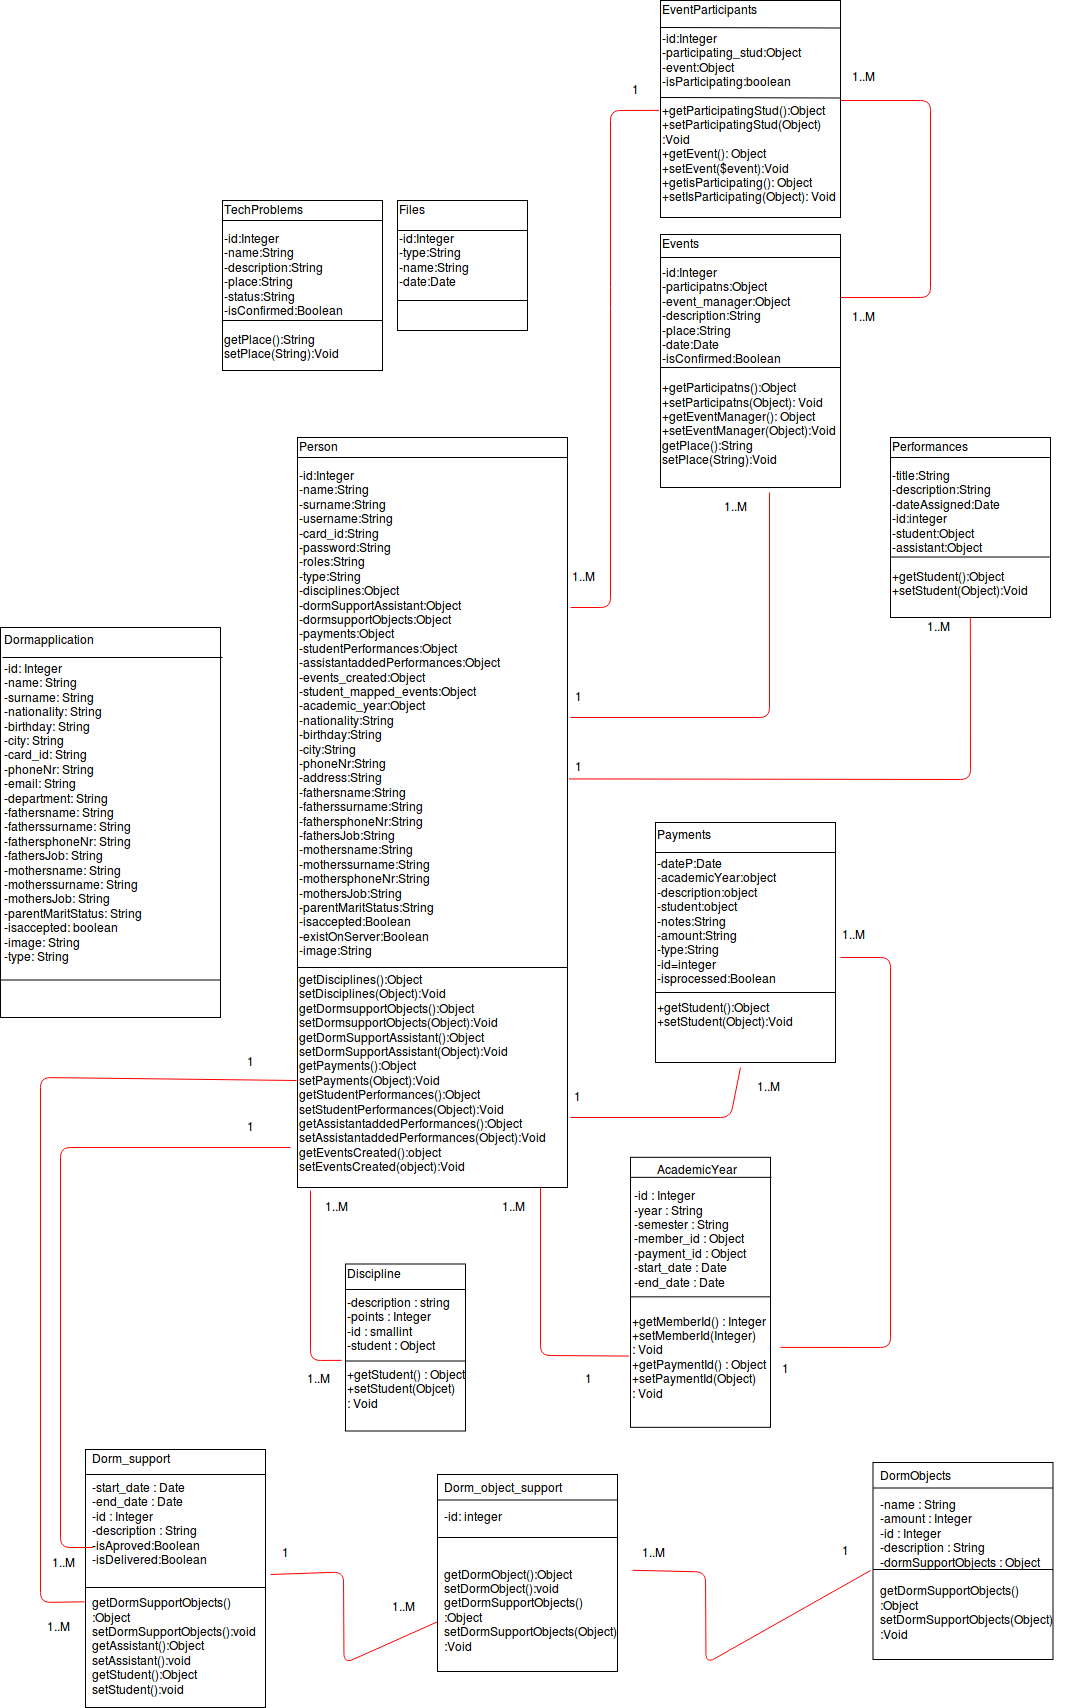 EventParticipants
-id:Integer
-participating_stud:Object
-event:Object
-isParticipating:boolean
+getParticipatingStud():Object
+setParticipatingStud(Object)
:Void
+getEvent(): Object
+setEvent($event):Void
+getisParticipating(): Object
+setIsParticipating(Object): Void
1
1..M
TechProblems
-id:Integer
-name:String
-description:String
-place:String
-status:String
-isConfirmed:Boolean
getPlace():String
setPlace(String):Void
Files
-id:Integer
-type:String
-name:String
-date:Date
Events
-id:Integer
-participatns:Object
-event_manager:Object
-description:String
-place:String
-date:Date
-isConfirmed:Boolean
+getParticipatns():Object
+setParticipatns(Object): Void
+getEventManager(): Object
+setEventManager(Object):Void
getPlace():String
setPlace(String):Void
1..M
1..M
Performances
-title:String
-description:String
-dateAssigned:Date
-id:integer
-student:Object
-assistant:Object
+getStudent():Object
+setStudent(Object):Void
1..M
Person
-id:Integer
-name:String
-surname:String
-username:String
-card_id:String
-password:String
-roles:String
-type:String
-disciplines:Object
-dormSupportAssistant:Object
-dormsupportObjects:Object
-payments:Object
-studentPerformances:Object
-assistantaddedPerformances:Object
-events_created:Object
-student_mapped_events:Object
-academic_year:Object
-nationality:String
-birthday:String
-city:String
-phoneNr:String
-address:String
-fathersname:String
-fatherssurname:String
-fathersphoneNr:String
-fathersJob:String
-mothersname:String
-motherssurname:String
-mothersphoneNr:String
-mothersJob:String
-parentMaritStatus:String
-isaccepted:Boolean
-existOnServer:Boolean
-image:String
getDisciplines():Object
setDisciplines(Object):Void
getDormsupportObjects():Object
setDormsupportObjects(Object):Void
getDormSupportAssistant():Object
setDormSupportAssistant(Object):Void
getPayments():Object
setPayments(Object):Void
getStudentPerformances():Object
setStudentPerformances(Object):Void
getAssistantaddedPerformances():Object
setAssistantaddedPerformances(Object):Void
getEventsCreated():object
setEventsCreated(object):Void
1..M
1
1
1
1
1
1..M
1..M
Dormapplication
-id: Integer
-name: String
-surname: String
-nationality: String
-birthday: String
-city: String
-card_id: String
-phoneNr: String
-email: String
-department: String
-fathersname: String
-fatherssurname: String
-fathersphoneNr: String
-fathersJob: String
-mothersname: String
-motherssurname: String
-mothersJob: String
-parentMaritStatus: String
-isaccepted: boolean
-image: String
-type: String
Payments
-dateP:Date
-academicYear:object
-description:object
-student:object
-notes:String
-amount:String
-type:String
-id=integer
-isprocessed:Boolean
+getStudent():Object
+setStudent(Object):Void
1..M
1..M
AcademicYear
-id : Integer
-year : String
-semester : String
-member_id : Object
-payment_id : Object
-start_date : Date
-end_date : Date
+getMemberId() : Integer
+setMemberId(Integer)
: Void
+getPaymentId() : Object
+setPaymentId(Object)
: Void
1
1
Discipline
-description : string
-points : Integer
-id : smallint
-student : Object
+getStudent() : Object
+setStudent(Objcet)
: Void
1..M
Dorm_support
-start_date : Date
-end_date : Date
-id : Integer
-description : String
-isAproved:Boolean
-isDelivered:Boolean
getDormSupportObjects()
:Object
setDormSupportObjects():void
getAssistant():Object
setAssistant():void
getStudent():Object
setStudent():void
1..M
1..M
1
Dorm_object_support
-id: integer
getDormObject():Object
setDormObject():void
getDormSupportObjects()
:Object
setDormSupportObjects(Object)
:Void
1..M
1..M
1
DormObjects
-name : String
-amount : Integer
-id : Integer
-description : String
-dormSupportObjects : Object
getDormSupportObjects()
:Object
setDormSupportObjects(Object)
:Void